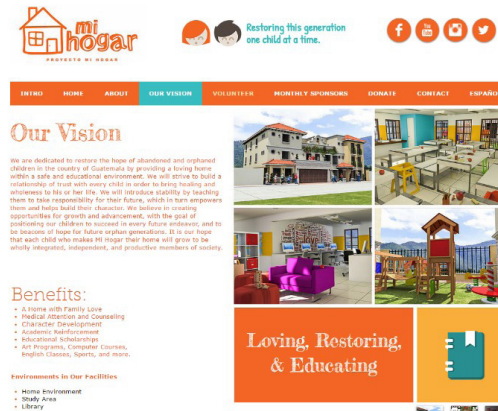 mi
hogar
PROYECTO MI HOGAR
Restoring this generation
one child at a time.
You
Tube
INTRO HOME ABOUT OUR VISION VOLUNTEER MONTHLY SPONSORS DONATE CONTACT ESPAÑO
Our Vision
We are dedicated to restore the hope of abandoned and orphaned
children in the country of Guatemala by providing a loving home
within a safe and educational environment. We will strive to build a
relationship of trust with every child in order to bring healing and
wholeness to his or her life. We will introduce stability by teaching
them to take responsibility for their future, which in turn empowers
them and helps build their character. We believe in creating
opportunities for growth and advancement, with the goal of
positioning our children to succeed in every future endeavor, and to
be beacons of hope for future orphan generations. It is our hope
that each child who makes Mi Hogar their home will grow to be
wholly integrated, independent, and productive members of society.
Benefits:
• A Home with Family Love
• Medical Attention and Counseling
• Character Development
• Academic Reinforcement
• Educational Scholarships
• Art Programs, Computer Courses,
English Classes, Sports, and more.
Loving, Restoring,
& Educating
Environments in Our Facilities
• Home Environment
• Study Area
• Library